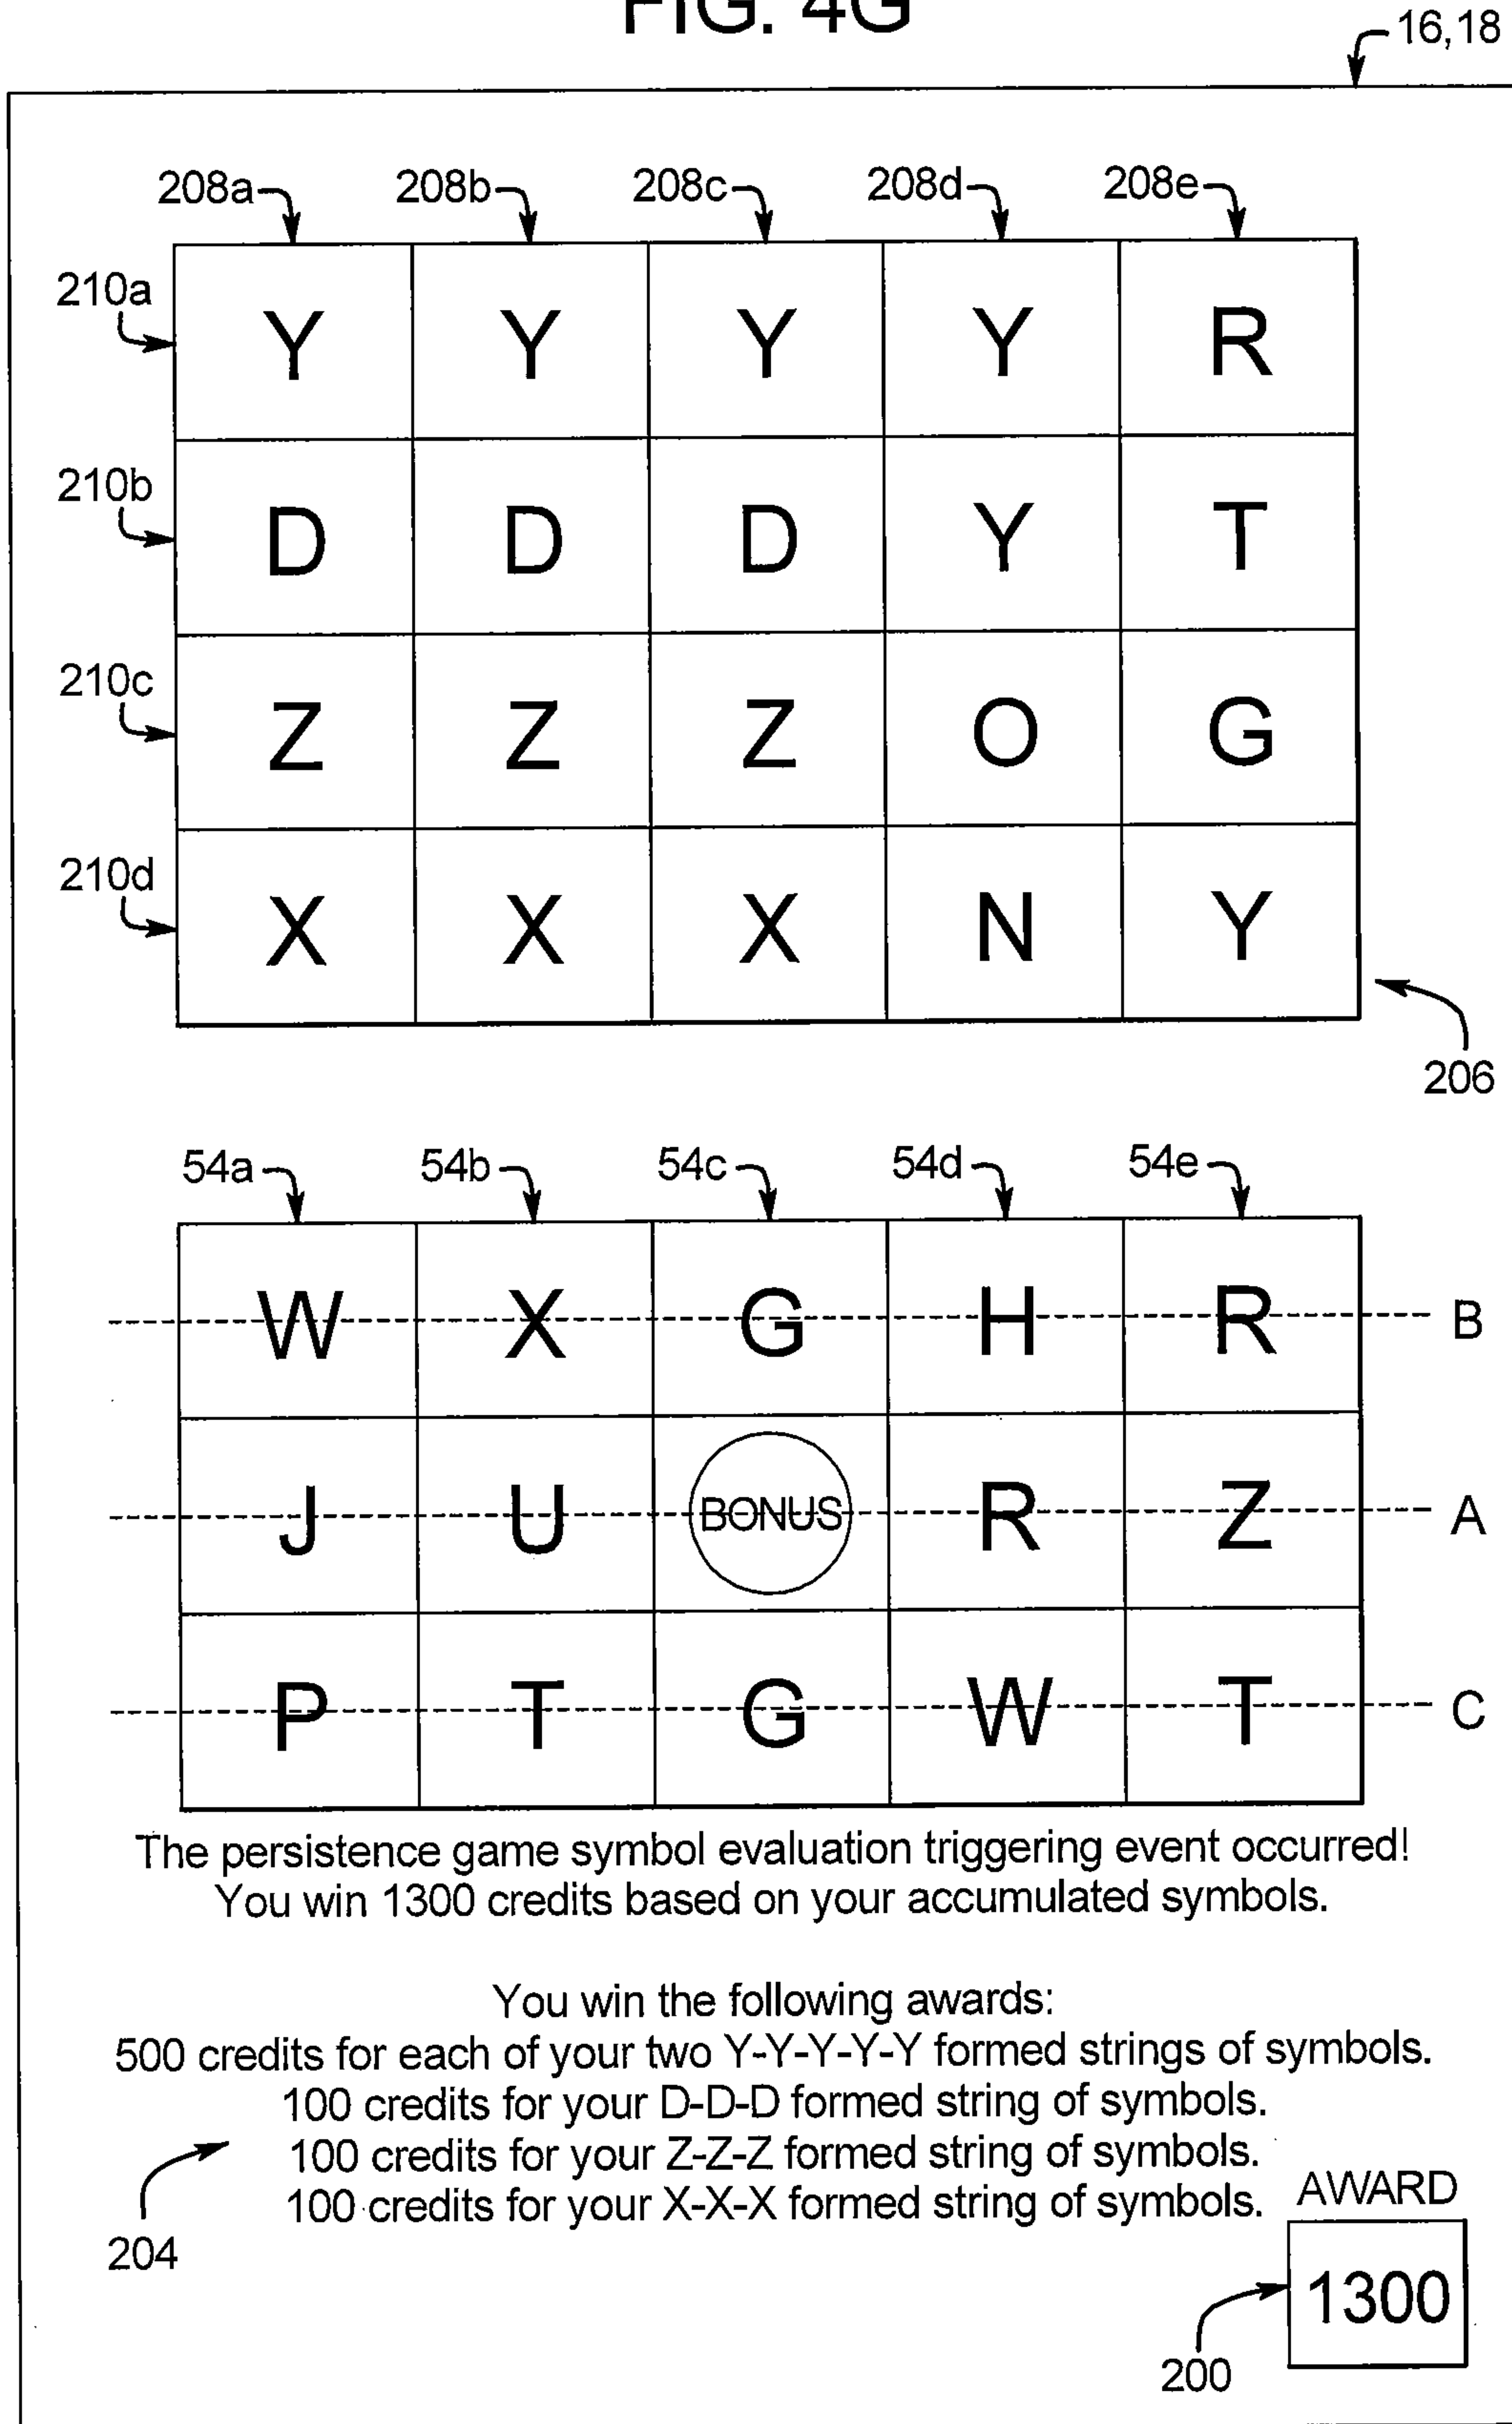 FIG. 4G
16,18
208a 208b 208c 208d 208e
210a Y Y Y Y R
210b D D D Y T
210c Z Z Z O G
210d X X X N Y
206
54a 54b 54c 54d 54e
W X G H R B
J U BONUS R Z A
P T G W T C
The persistence game symbol evaluation triggering event occurred!
You win 1300 credits based on your accumulated symbols.
You win the following awards:
500 credits for each of your two Y-Y-Y-Y-Y formed strings of symbols.
100 credits for your D-D-D formed string of symbols.
100 credits for your Z-Z-Z formed string of symbols.
100 credits for your X-X-X formed string of symbols.
AWARD
204
1300
200